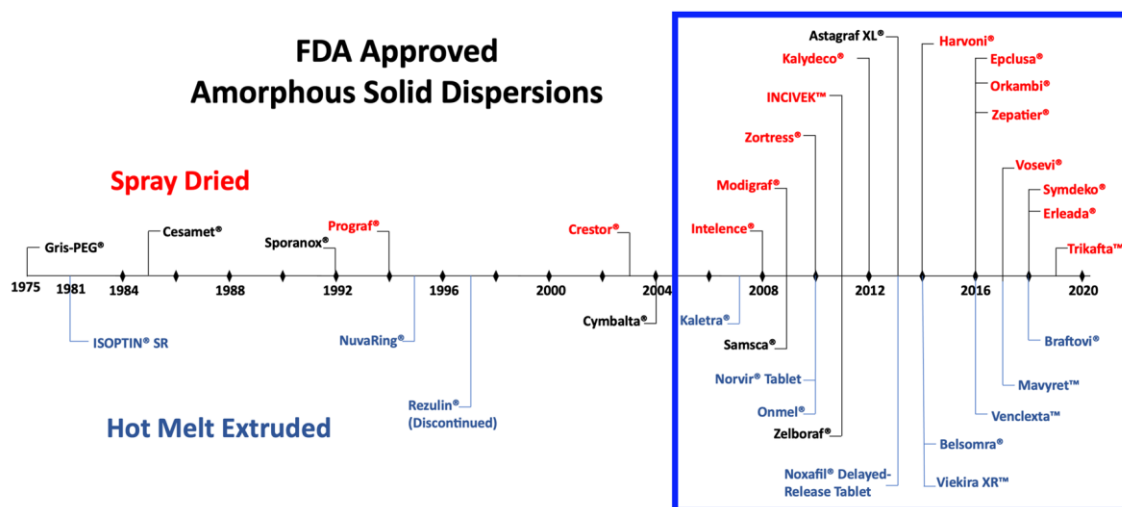 FDA Approved
Amorphous Solid Dispersions
Spray Dried
Hot Melt Extruded
Gris-PEG®
Cesamet®
Sporanox®
Prograf®
Crestor®
Intelence®
Modigraf®
Zortress®
INCIVEK™
Kalydeco®
Astagraf XL®
Harvoni®
Epclusa®
Orkambi®
Zepatier®
Vosevi®
Symdeko®
Erleada®
Trikafta™
1975 1981 1984 1988 1992 1996 2000 2004 2008 2012 2016 2020
ISOPTIN® SR
NuvaRing®
Rezulin®
(Discontinued)
Cymbalta®
Kaletra®
Samsca®
Norvir® Tablet
Onmel®
Zelboraf®
Noxafil® Delayed-
Release Tablet
Braftovi®
Mavyret™
Venclexta™
Belsomra®
Viekira XR™